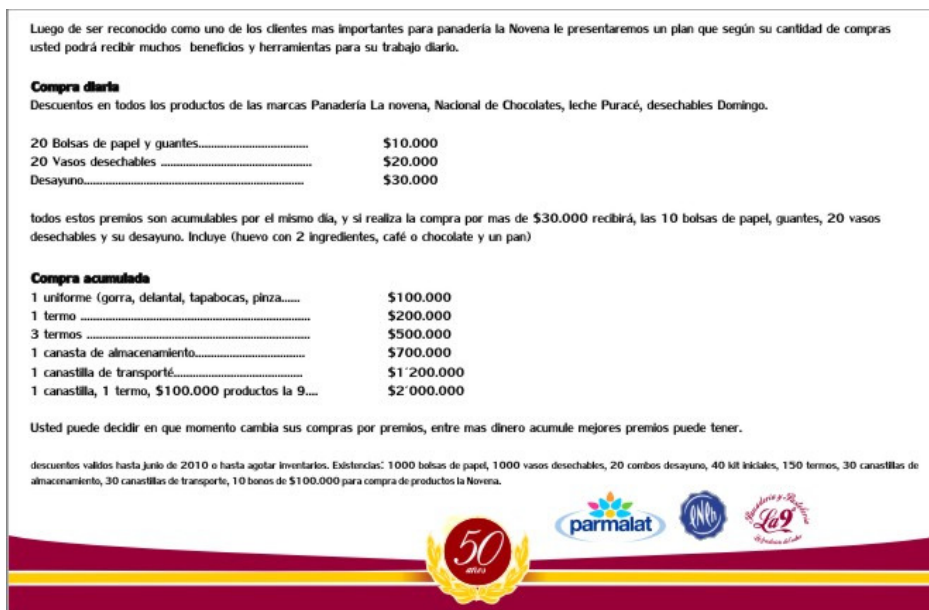 Luego de ser reconocido como uno de los clientes mas importantes para panadería la Novena le presentaremos un plan que según su cantidad de compras
usted podrá recibir muchos beneficios y herramientas para su trabajo diario.
Compra diaria
Descuentos en todos los productos de las marcas Panadería La novena, Nacional de Chocolates, leche Puracé, desechables Domingo.
20 Bolsas de papel y guantes..................................... $10.000
20 Vasos desechables ................................................... $20.000
Desayuno.......................................................................... $30.000
todos estos premios son acumulables por el mismo día, y si realiza la compra por mas de $30.000 recibirá, las 10 bolsas de papel, guantes, 20 vasos
desechables y su desayuno. Incluye (huevo con 2 ingredientes, café o chocolate y un pan)
Compra acumulada
1 uniforme (gorra, delantal, tapabocas, pinza...... $100.000
1 termo ............................................................................. $200.000
3 termos ........................................................................... $500.000
1 canasta de almacenamiento..................................... $700.000
1 canastilla de transporté........................................... $1´200.000
1 canastilla, 1 termo, $100.000 productos la 9.... $2´000.000
Usted puede decidir en que momento cambia sus compras por premios, entre mas dinero acumule mejores premios puede tener.
descuentos validos hasta junio de 2010 o hasta agotar inventarios. Existencias: 1000 bolsas de papel, 1000 vasos desechables, 20 combos desayuno, 40 kit iniciales, 150 termos, 30 canastillas de
almacenamiento, 30 canastillas de transporte, 10 bonos de $100.000 para compra de productos la Novena.
parmalat
Panadería y Pastelería
La 9ª
50
años